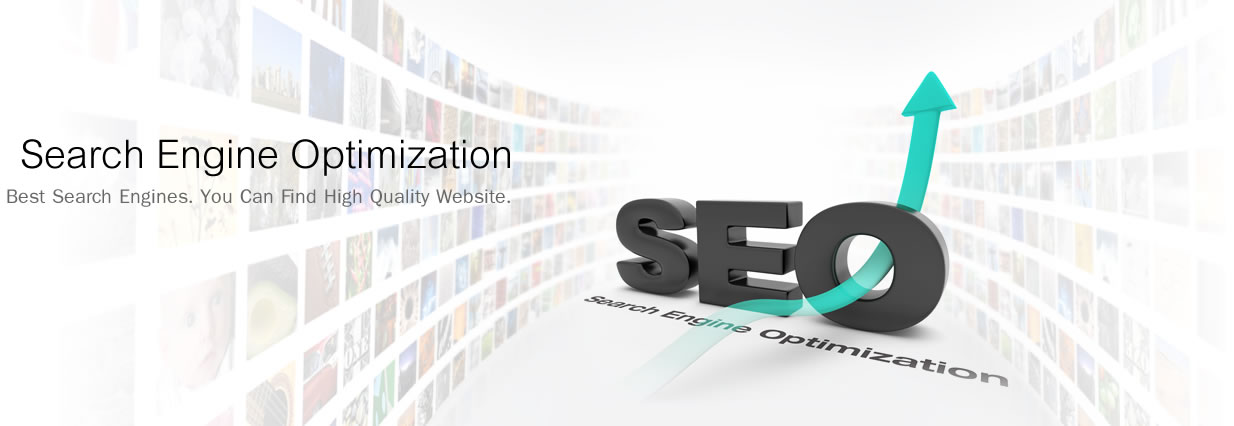 Search Engine Optimization
Best Search Engines. You Can Find High Quality Website.
SEO
Search Engine Optimization